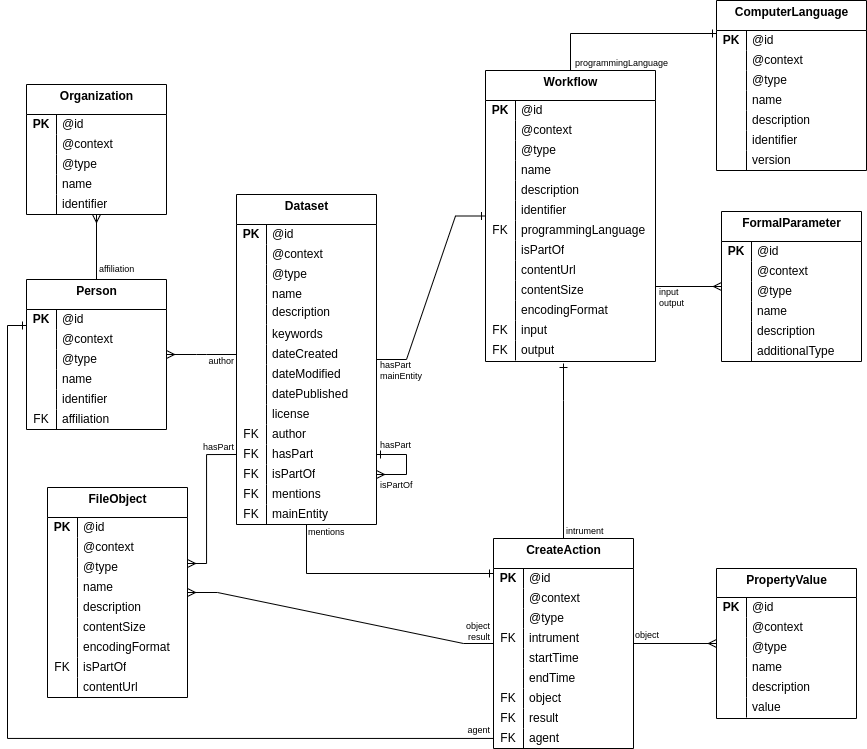 ComputerLanguage
PK @id
@context
@type
name
description
identifier
version
programmingLanguage
Workflow
PK @id
@context
@type
name
description
identifier
FK programmingLanguage
isPartOf
contentUrl
contentSize
encodingFormat
FK input
FK output
Organization
PK @id
@context
@type
name
identifier
affiliation
Dataset
PK @id
@context
@type
name
description
keywords
dateCreated
dateModified
datePublished
license
FK author
FK hasPart
FK isPartOf
FK mentions
FK mainEntity
FormalParameter
PK @id
@context
@type
name
description
additionalType
input
output
Person
PK @id
@context
@type
name
identifier
FK affiliation
author
hasPart
mainEntity
hasPart
hasPart
isPartOf
FileObject
PK @id
@context
@type
name
description
contentSize
encodingFormat
FK isPartOf
contentUrl
mentions
intrument
CreateAction
PK @id
@context
@type
FK intrument
startTime
endTime
FK object
FK result
FK agent
object
result
object
agent
PropertyValue
PK @id
@context
@type
name
description
value